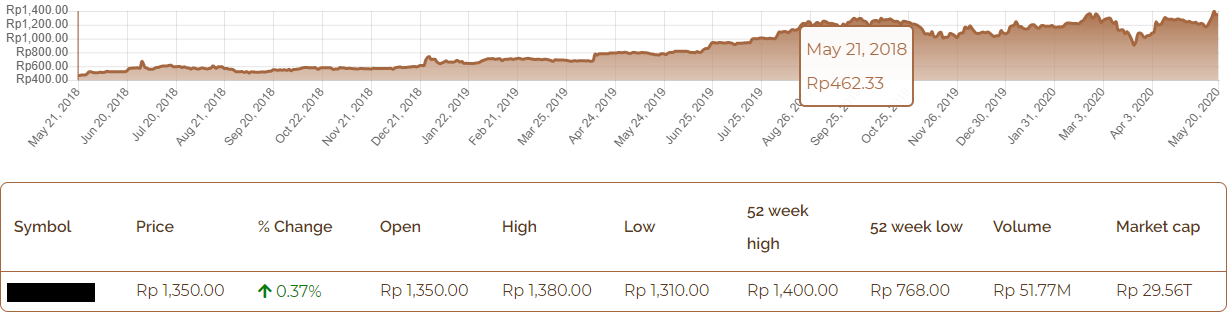 Rp1,400.00
Rp1,200.00
Rp1,000.00
Rp800.00
Rp600.00
Rp400.00
May 21, 2018
Rp462.33
May 21, 2018
Jun 20, 2018
Jul 20, 2018
Aug 21, 2018
Sep 20, 2018
Oct 22, 2018
Nov 21, 2018
Dec 21, 2018
Jan 22, 2019
Feb 21, 2019
Mar 25, 2019
Apr 24, 2019
May 24, 2019
Jun 25, 2019
Jul 25, 2019
Aug 26,
Sep 25,
Oct 25,
Nov 26, 2019
Dec 30, 2019
Jan 31, 2020
Mar 3, 2020
Apr 3, 2020
May 20, 2020
Symbol Price % Change Open High Low 52 week high 52 week low Volume Market cap
Rp 1,350.00 0.37% Rp 1,350.00 Rp 1,380.00 Rp 1,310.00 Rp 1,400.00 Rp 768.00 Rp 51.77M Rp 29.56T